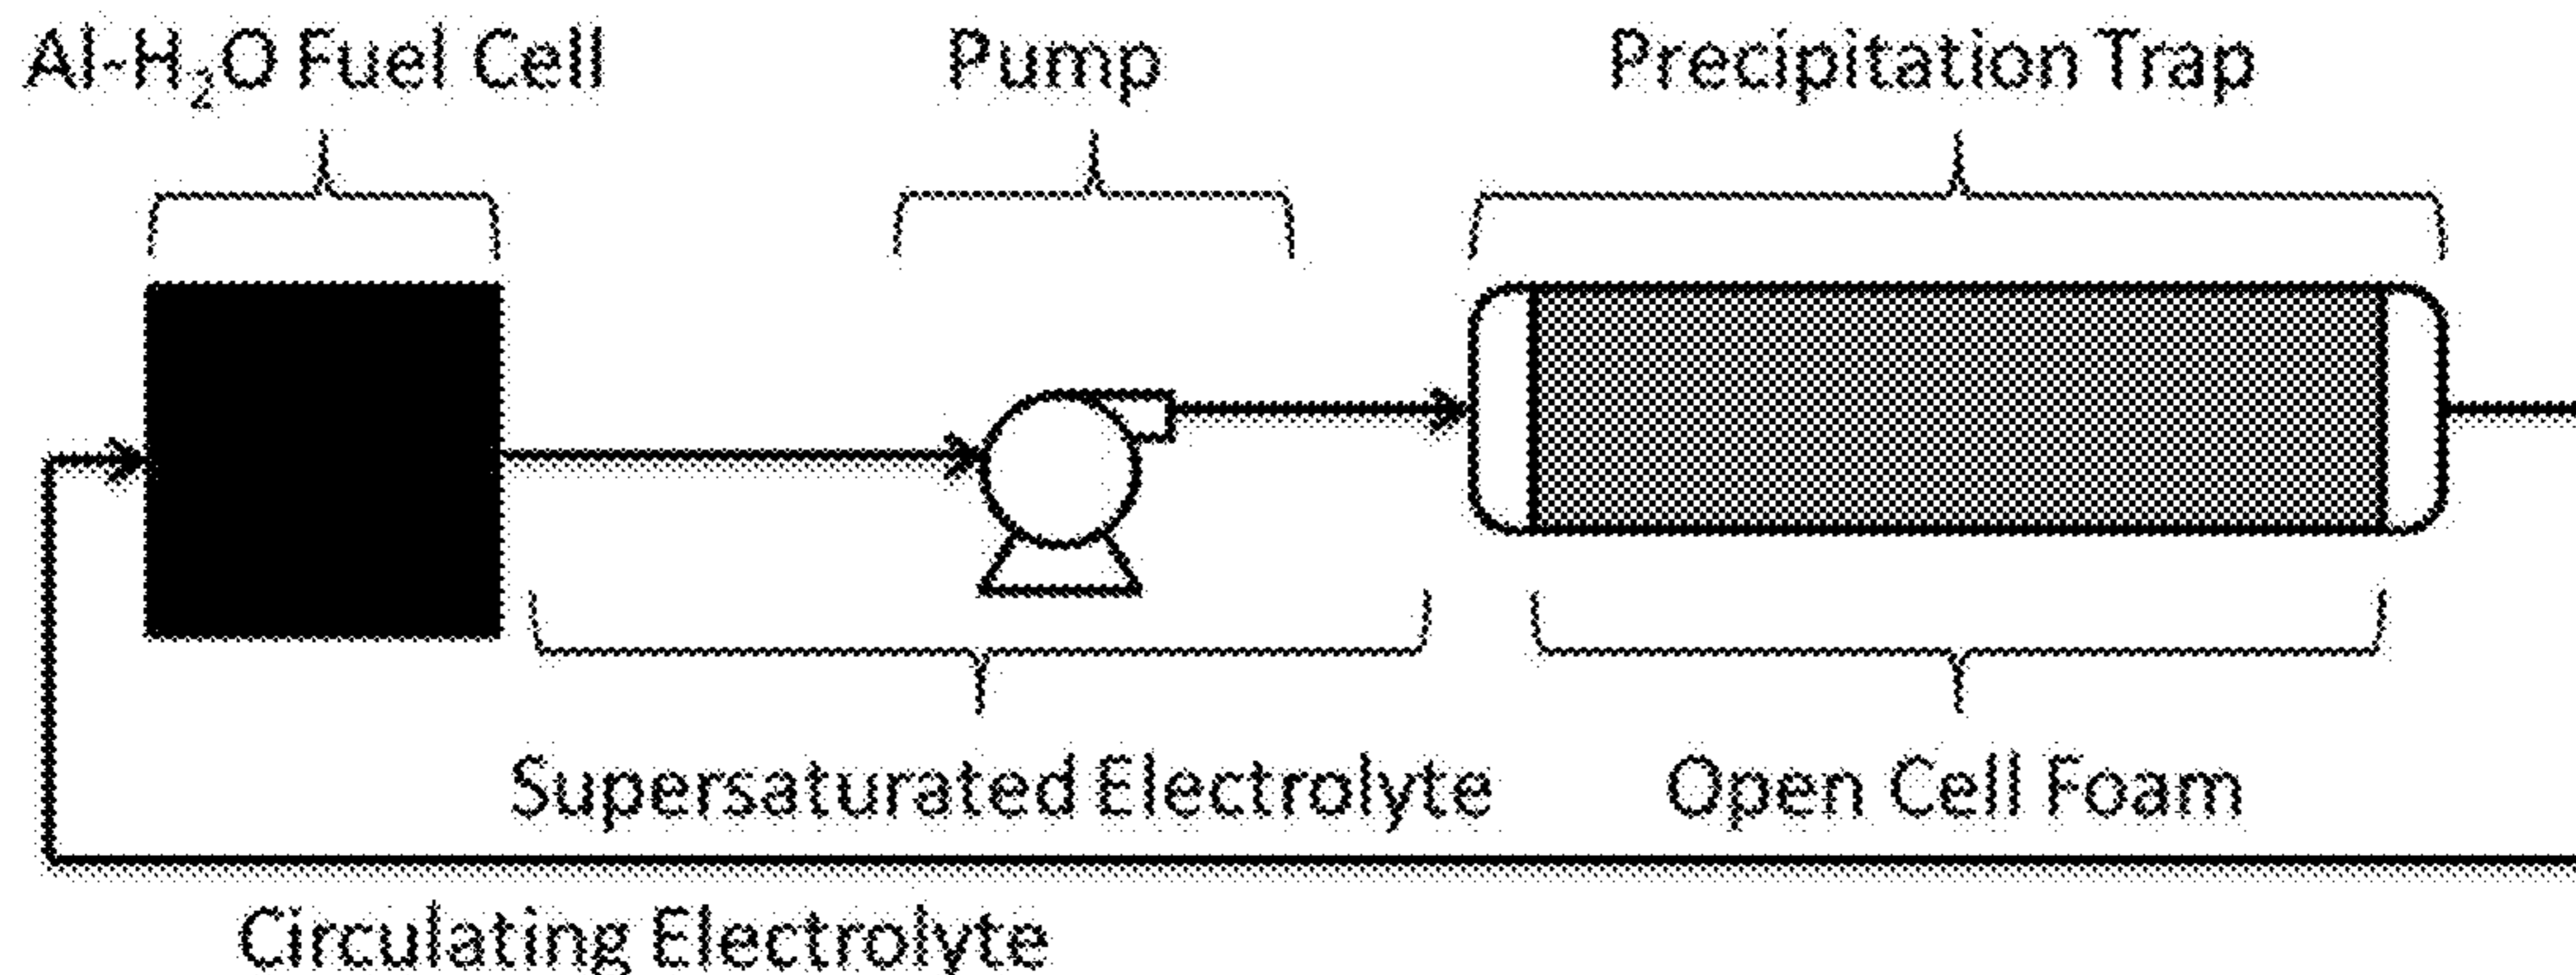 Al-H₂O Fuel Cell
Pump
Precipitation Trap
Supersaturated Electrolyte
Open Cell Foam
Circulating Electrolyte